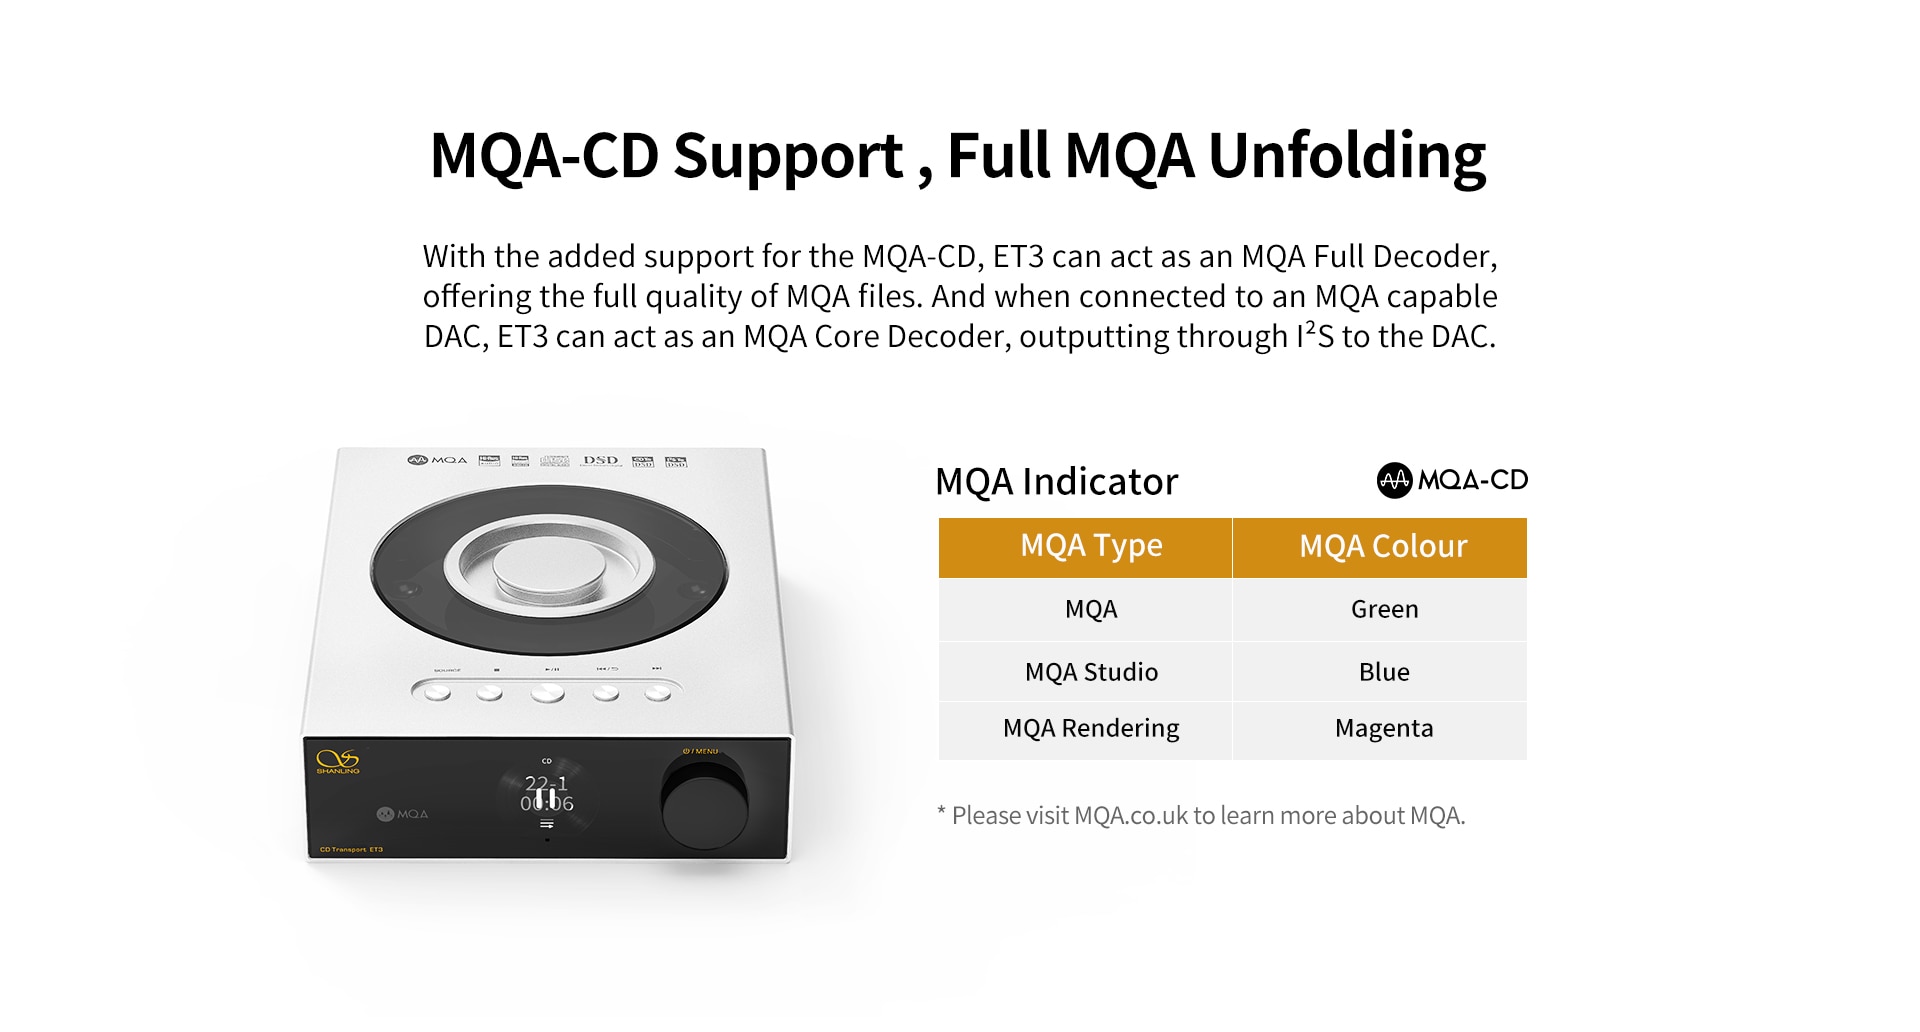 MQA-CD Support , Full MQA Unfolding
With the added support for the MQA-CD, ET3 can act as an MQA Full Decoder,
offering the full quality of MQA files. And when connected to an MQA capable
DAC, ET3 can act as an MQA Core Decoder, outputting through I²S to the DAC.
MQA
DSD
DSD
DSD
SOURCE
SHANLING
MQA
CD Transport ET3
CD
22-1
00:06
/ MENU
MQA Indicator
MQA-CD
MQA Type MQA Colour
MQA Green
MQA Studio Blue
MQA Rendering Magenta
* Please visit MQA.co.uk to learn more about MQA.